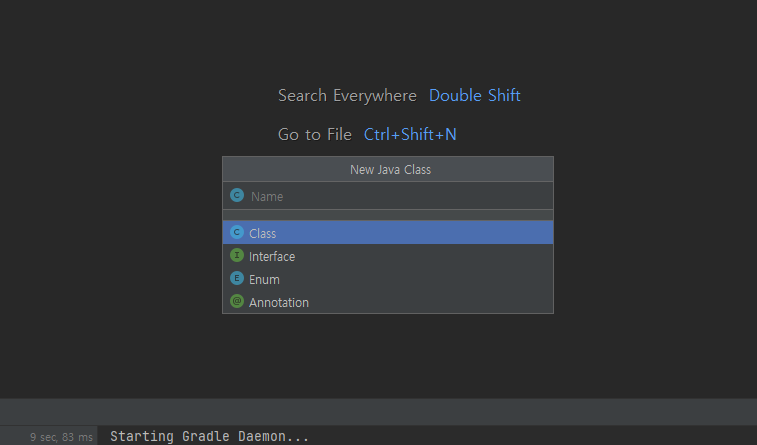 Search Everywhere Double Shift
Go to File Ctrl+Shift+N
New Java Class
C Name
C Class
I Interface
E Enum
@ Annotation
9 sec, 83 ms Starting Gradle Daemon...